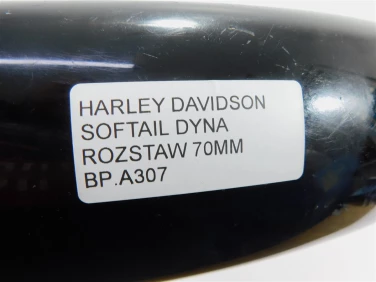 HARLEY DAVIDSON
SOFTAIL DYNA
ROZSTAW 70MM
BP.A307